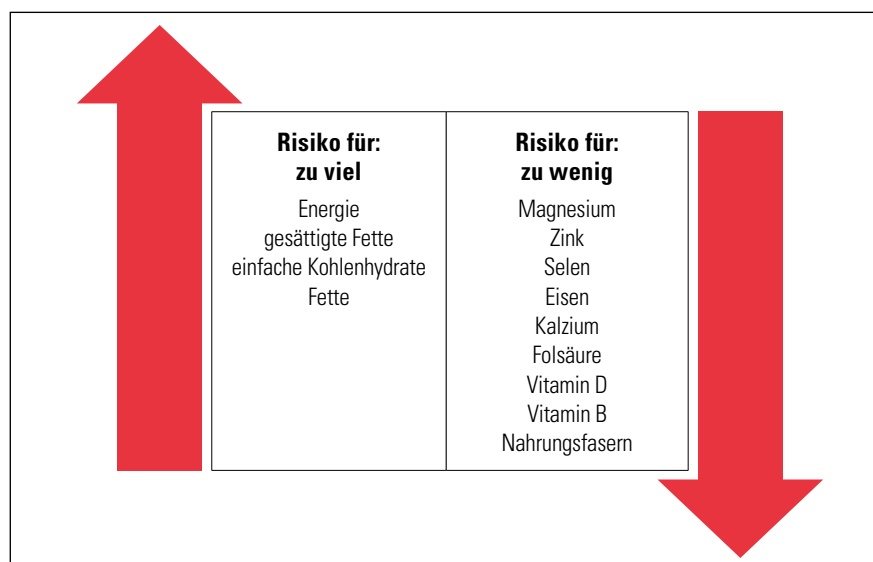 Risiko für:
zu viel
Energie
gesättigte Fette
einfache Kohlenhydrate
Fette
Risiko für:
zu wenig
Magnesium
Zink
Selen
Eisen
Kalzium
Folsäure
Vitamin D
Vitamin B
Nahrungsfasern